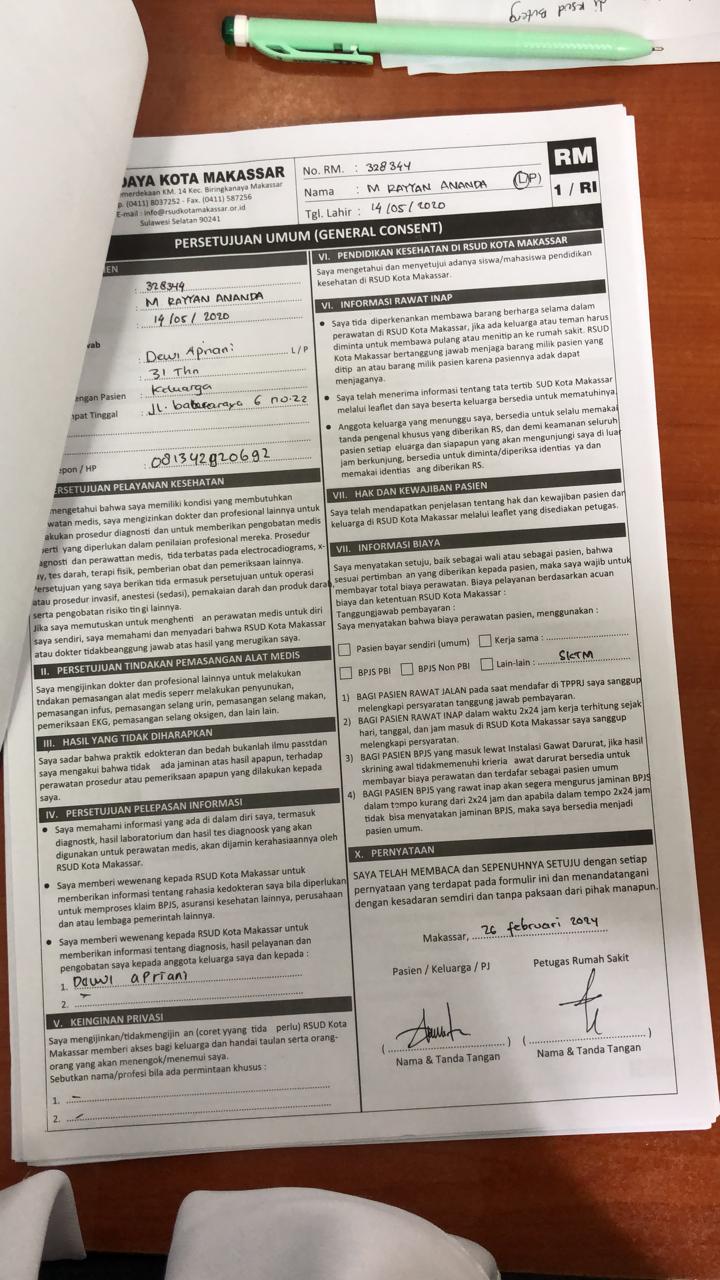 DAYA KOTA MAKASSAR
merdekaan KM. 14 Kec. Biringkanaya Makassar
p. (0411) 8037252 - Fax. (0411) 587256
E-mail : info@rsudkotamakassar.or.id
Sulawesi Selatan 90241
No. RM. : 328344
Nama : M RAYYAN ANANDA (L/P)
Tgl. Lahir : 14/05/2020
RM
1 / RI
PERSETUJUAN UMUM (GENERAL CONSENT)
IEN
: 328344
: M RAYYAN ANANDA
: 14/05/2020
wab
: Dewi Apriani L/P
: 31 Thn
engan Pasien : Keluarga
pat Tinggal : Jl. batararaya 6 no.22
epon / HP : 081342920692
ERSETUJUAN PELAYANAN KESEHATAN
mengetahui bahwa saya memiliki kondisi yang membutuhkan
watan medis, saya mengizinkan dokter dan profesional lainnya untuk
akukan prosedur diagnosti dan untuk memberikan pengobatan medis
perti yang diperlukan dalam penilaian profesional mereka. Prosedur
agnosti dan perawattan medis, tida terbatas pada electrocadiograms, x-
ay, tes darah, terapi fisik, pemberian obat dan pemeriksaan lainnya.
Persetujuan yang saya berikan tida ermasuk persetujuan untuk operasi
atau prosedur invasif, anestesi (sedasi), pemakaian darah dan produk darah,
serta pengobatan risiko tin gi lainnya.
Jika saya memutuskan untuk menghenti an perawatan medis untuk diri
saya sendiri, saya memahami dan menyadari bahwa RSUD Kota Makassar
atau dokter tidakbeanggung jawab atas hasil yang merugikan saya.
II. PERSETUJUAN TINDAKAN PEMASANGAN ALAT MEDIS
Saya mengijinkan dokter dan profesional lainnya untuk melakukan
tndakan pemasangan alat medis seperr melakukan penyunukan,
pemasangan infus, pemasangan selang urin, pemasangan selang makan,
pemeriksaan EKG, pemasangan selang oksigen, dan lain lain.
III. HASIL YANG TIDAK DIHARAPKAN
Saya sadar bahwa praktik edokteran dan bedah bukanlah ilmu passtdan
saya mengakui bahwa tidak ada jaminan atas hasil apapun, terhadap
perawatan prosedur atau pemeriksaan apapun yang dilakukan kepada
saya.
IV. PERSETUJUAN PELEPASAN INFORMASI
• Saya memahami informasi yang ada di dalam diri saya, termasuk
diagnostk, hasil laboratorium dan hasil tes diagnoosk yang akan
digunakan untuk perawatan medis, akan dijamin kerahasiaannya oleh
RSUD Kota Makassar.
• Saya memberi wewenang kepada RSUD Kota Makassar untuk
memberikan informasi tentang rahasia kedokteran saya bila diperlukan
untuk memproses klaim BPJS, asuransi kesehatan lainnya, perusahaan
dan atau lembaga pemerintah lainnya.
• Saya memberi wewenang kepada RSUD Kota Makassar untuk
memberikan informasi tentang diagnosis, hasil pelayanan dan
pengobatan saya kepada anggota keluarga saya dan kepada :
1. Dewi apriani
2. -
V. KEINGINAN PRIVASI
Saya mengijinkan/tidakmengijin an (coret yyang tida perlu) RSUD Kota
Makassar memberi akses bagi keluarga dan handai taulan serta orang-
orang yang akan menengok/menemui saya.
Sebutkan nama/profesi bila ada permintaan khusus :
1. -
2. -
VI. PENDIDIKAN KESEHATAN DI RSUD KOTA MAKASSAR
Saya mengetahui dan menyetujui adanya siswa/mahasiswa pendidikan
kesehatan di RSUD Kota Makassar.
VI. INFORMASI RAWAT INAP
• Saya tida diperkenankan membawa barang berharga selama dalam
perawatan di RSUD Kota Makassar, jika ada keluarga atau teman harus
diminta untuk membawa pulang atau menitip an ke rumah sakit. RSUD
Kota Makassar bertanggung jawab menjaga barang milik pasien yang
ditip an atau barang milik pasien karena pasiennya adak dapat
menjaganya.
• Saya telah menerima informasi tentang tata tertib SUD Kota Makassar
melalui leaflet dan saya beserta keluarga bersedia untuk mematuhinya.
• Anggota keluarga yang menunggu saya, bersedia untuk selalu memakai
tanda pengenal khusus yang diberikan RS, dan demi keamanan seluruh
pasien setiap eluarga dan siapapun yang akan mengunjungi saya di luar
jam berkunjung, bersedia untuk diminta/diperiksa identias ya dan
memakai identias ang diberikan RS.
VII. HAK DAN KEWAJIBAN PASIEN
Saya telah mendapatkan penjelasan tentang hak dan kewajiban pasien dan
keluarga di RSUD Kota Makassar melalui leaflet yang disediakan petugas.
VII. INFORMASI BIAYA
Saya menyatakan setuju, baik sebagai wali atau sebagai pasien, bahwa
sesuai pertimban an yang diberikan kepada pasien, maka saya wajib untuk
membayar total biaya perawatan. Biaya pelayanan berdasarkan acuan
biaya dan ketentuan RSUD Kota Makassar :
Tanggungjawab pembayaran :
Saya menyatakan bahwa biaya perawatan pasien, menggunakan :
Pasien bayar sendiri (umum) Kerja sama :
BPJS PBI BPJS Non PBI Lain-lain : SKTM
1) BAGI PASIEN RAWAT JALAN pada saat mendafar di TPPRJ saya sanggup
melengkapi persyaratan tanggung jawab pembayaran.
2) BAGI PASIEN RAWAT INAP dalam waktu 2x24 jam kerja terhitung sejak
hari, tanggal, dan jam masuk di RSUD Kota Makassar saya sanggup
melengkapi persyaratan.
3) BAGI PASIEN BPJS yang masuk lewat Instalasi Gawat Darurat, jika hasil
skrining awal tidakmemenuhi krieria awat darurat bersedia untuk
membayar biaya perawatan dan terdafar sebagai pasien umum
4) BAGI PASIEN BPJS yang rawat inap akan segera mengurus jaminan BPJS
dalam tempo kurang dari 2x24 jam dan apabila dalam tempo 2x24 jam
tidak bisa menyatakan jaminan BPJS, maka saya bersedia menjadi
pasien umum.
X. PERNYATAAN
SAYA TELAH MEMBACA dan SEPENUHNYA SETUJU dengan setiap
pernyataan yang terdapat pada formulir ini dan menandatangani
dengan kesadaran semdiri dan tanpa paksaan dari pihak manapun.
Makassar, 26 februari 2024
Pasien / Keluarga / PJ Petugas Rumah Sakit
Nama & Tanda Tangan Nama & Tanda Tangan